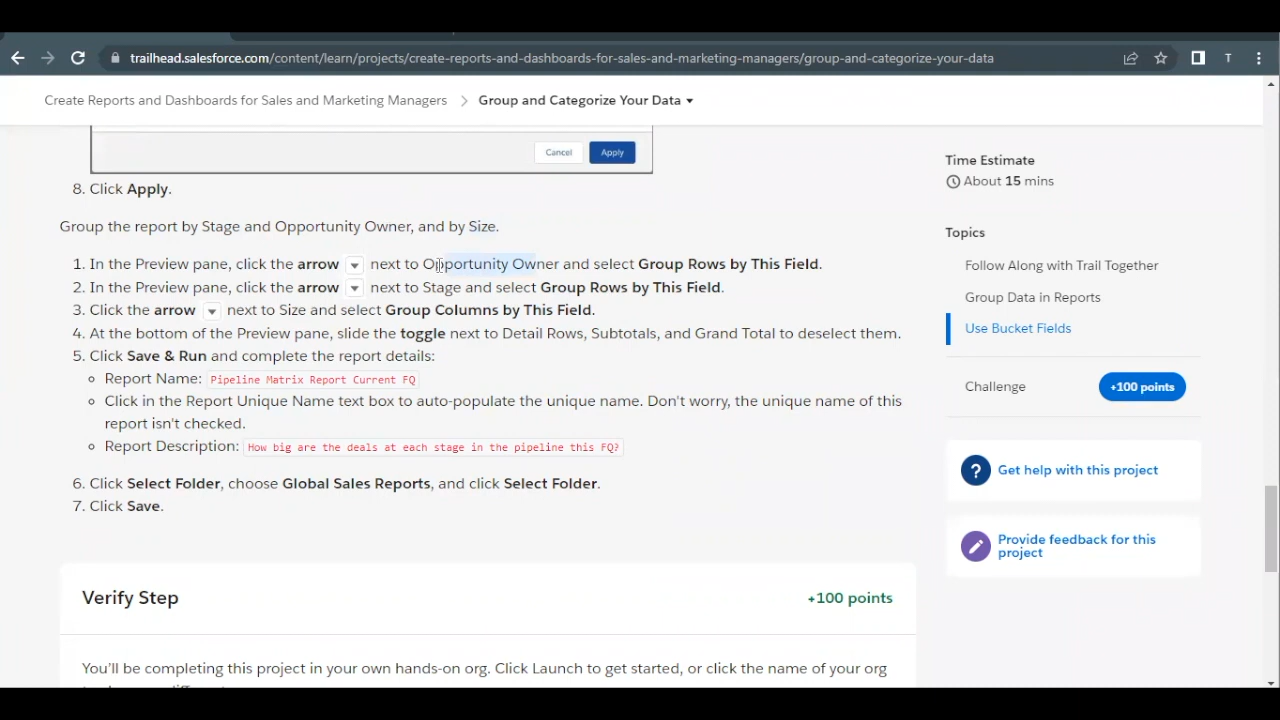 trailhead.salesforce.com/content/learn/projects/create-reports-and-dashboards-for-sales-and-marketing-managers/group-and-categorize-your-data
T
Create Reports and Dashboards for Sales and Marketing Managers > Group and Categorize Your Data
Cancel Apply
8. Click Apply.
Group the report by Stage and Opportunity Owner, and by Size.
1. In the Preview pane, click the arrow next to Opportunity Owner and select Group Rows by This Field.
2. In the Preview pane, click the arrow next to Stage and select Group Rows by This Field.
3. Click the arrow next to Size and select Group Columns by This Field.
4. At the bottom of the Preview pane, slide the toggle next to Detail Rows, Subtotals, and Grand Total to deselect them.
5. Click Save & Run and complete the report details:
Report Name: Pipeline Matrix Report Current FQ
Click in the Report Unique Name text box to auto-populate the unique name. Don't worry, the unique name of this
report isn't checked.
Report Description: How big are the deals at each stage in the pipeline this FQ?
6. Click Select Folder, choose Global Sales Reports, and click Select Folder.
7. Click Save.
Verify Step +100 points
You'll be completing this project in your own hands-on org. Click Launch to get started, or click the name of your org
Time Estimate
About 15 mins
Topics
Follow Along with Trail Together
Group Data in Reports
Use Bucket Fields
Challenge +100 points
? Get help with this project
Provide feedback for this
project